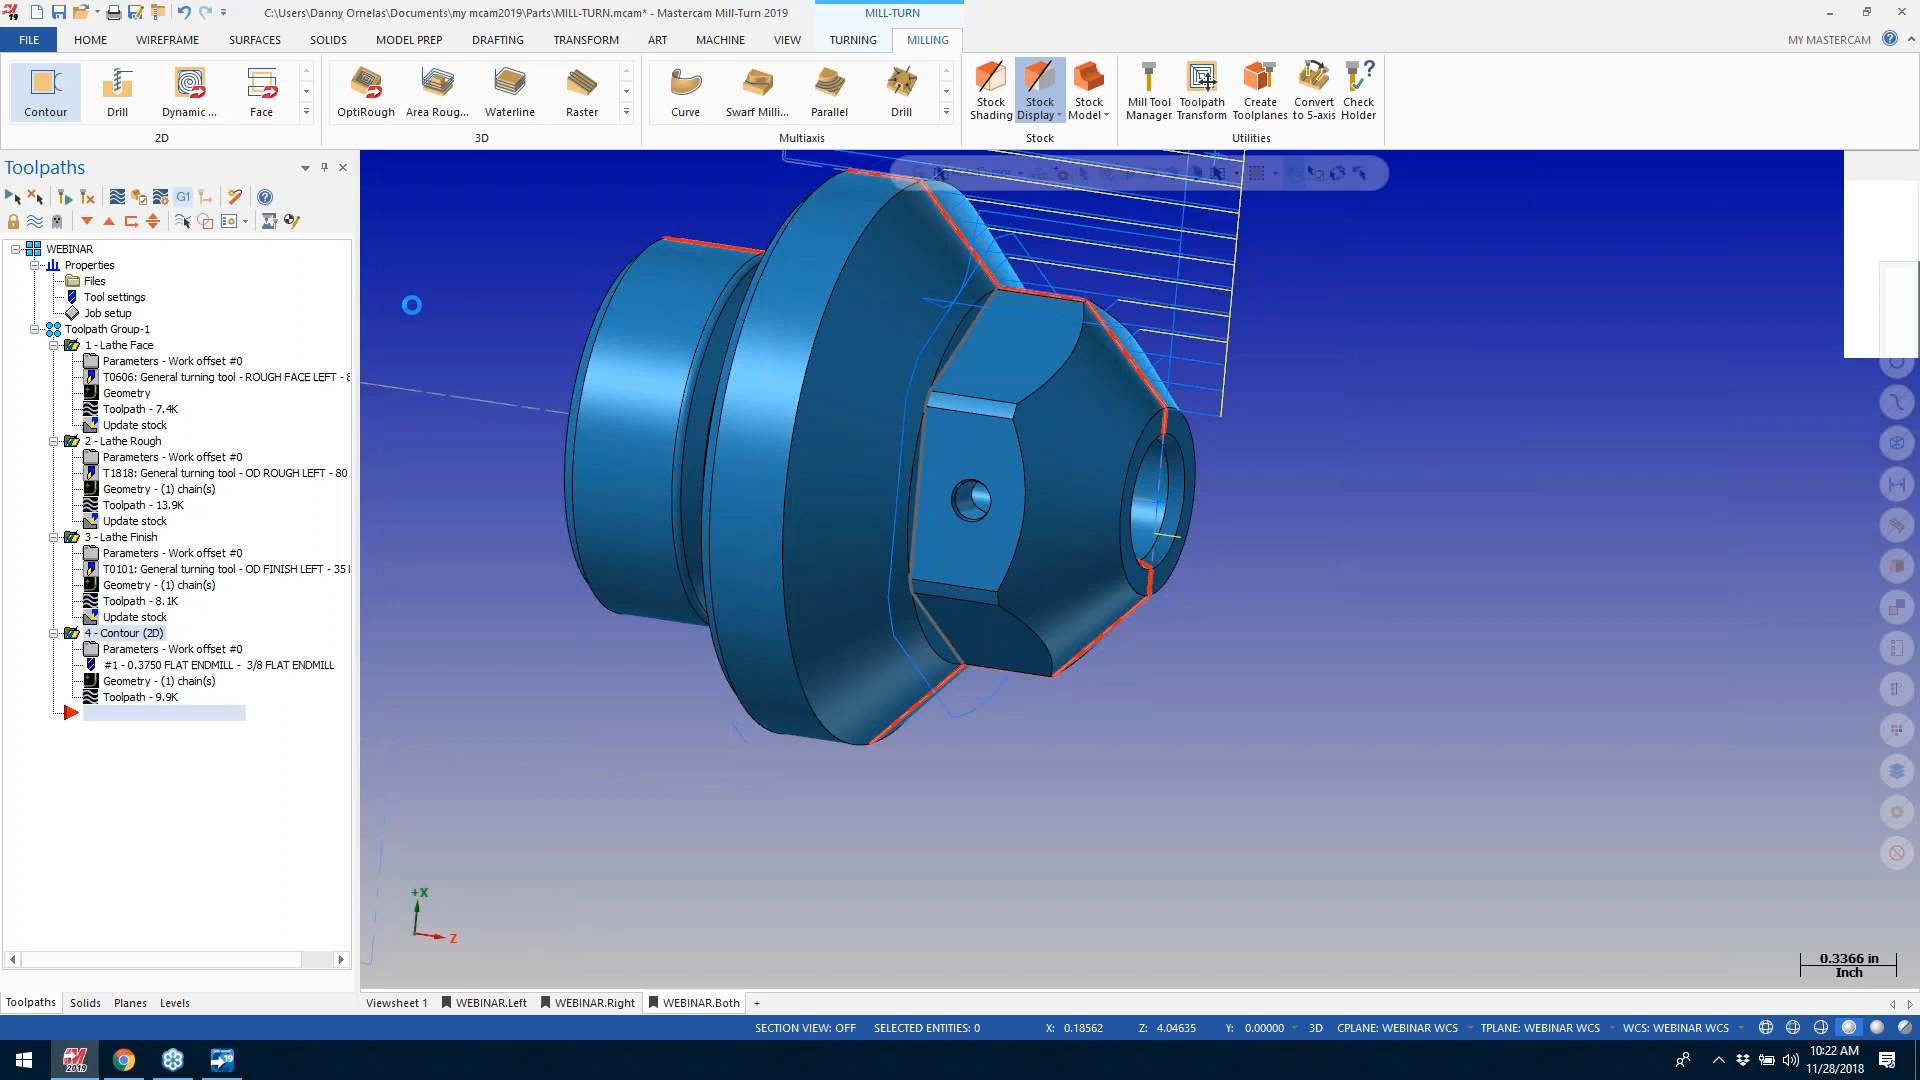 C:\Users\Danny Ornelas\Documents\my mcam2019\Parts\MILL-TURN.mcam* - Mastercam Mill-Turn 2019
MILL-TURN
FILE HOME WIREFRAME SURFACES SOLIDS MODEL PREP DRAFTING TRANSFORM ART MACHINE VIEW TURNING MILLING MY MASTERCAM
Contour Drill Dynamic ... Face OptiRough Area Roug... Waterline Raster Curve Swarf Milli... Parallel Drill
Stock Shading Stock Display Stock Model Mill Tool Manager Toolpath Transform Create Toolplanes Convert to 5-axis Check Holder
2D 3D Multiaxis Stock Utilities
Toolpaths
G1
WEBINAR
Properties
Files
Tool settings
Job setup
Toolpath Group-1
1 - Lathe Face
Parameters - Work offset #0
T0606: General turning tool - ROUGH FACE LEFT - 8
Geometry
Toolpath - 7.4K
Update stock
2 - Lathe Rough
Parameters - Work offset #0
T1818: General turning tool - OD ROUGH LEFT - 80
Geometry - (1) chain(s)
Toolpath - 13.9K
Update stock
3 - Lathe Finish
Parameters - Work offset #0
T0101: General turning tool - OD FINISH LEFT - 35
Geometry - (1) chain(s)
Toolpath - 8.1K
Update stock
4 - Contour (2D)
Parameters - Work offset #0
#1 - 0.3750 FLAT ENDMILL - 3/8 FLAT ENDMILL
Geometry - (1) chain(s)
Toolpath - 9.9K
+X
Z
0.3366 in
Inch
Toolpaths Solids Planes Levels
Viewsheet 1 WEBINAR.Left WEBINAR.Right WEBINAR.Both +
SECTION VIEW: OFF SELECTED ENTITIES: 0 X: 0.18562 Z: 4.04635 Y: 0.00000 3D CPLANE: WEBINAR WCS TPLANE: WEBINAR WCS WCS: WEBINAR WCS
2019
19
10:22 AM
11/28/2018